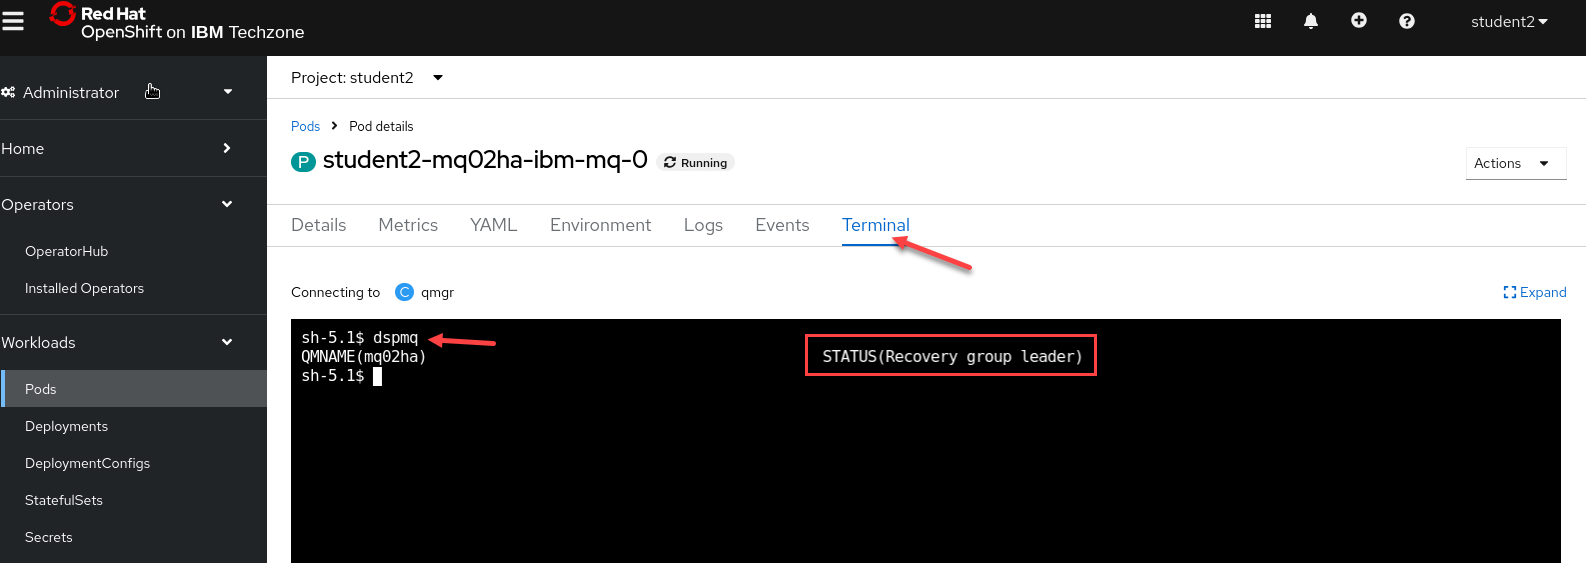 Red Hat
OpenShift on IBM Techzone
student2
Administrator
Home
Operators
OperatorHub
Installed Operators
Workloads
Pods
Deployments
DeploymentConfigs
StatefulSets
Secrets
Project: student2
Pods > Pod details
P student2-mq02ha-ibm-mq-0 Running
Actions
Details Metrics YAML Environment Logs Events Terminal
Connecting to C qmgr
Expand
sh-5.1$ dspmq
QMNAME(mq02ha) STATUS(Recovery group leader)
sh-5.1$